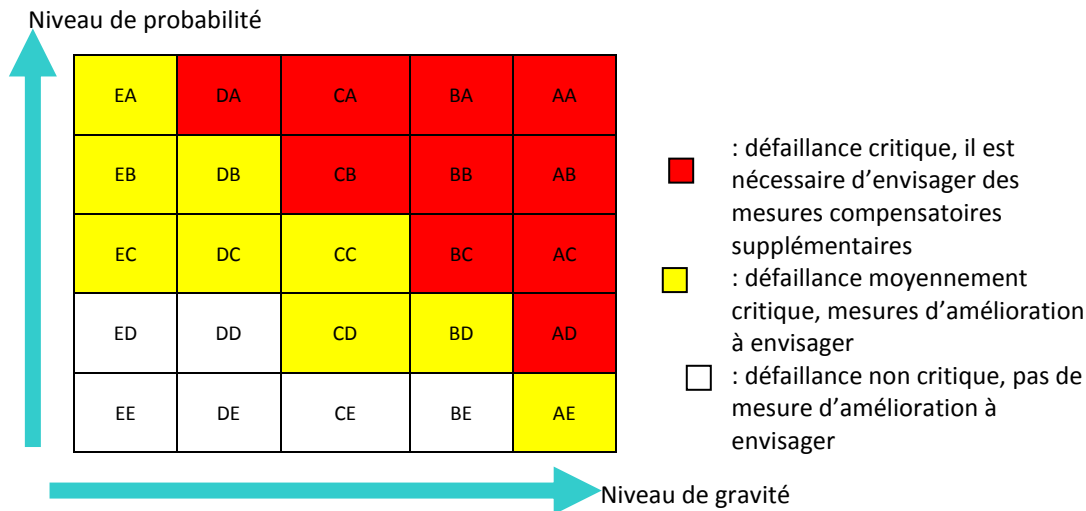 Niveau de probabilité
EA DA CA BA AA
EB DB CB BB AB
EC DC CC BC AC
ED DD CD BD AD
EE DE CE BE AE
: défaillance critique, il est
nécessaire d’envisager des
mesures compensatoires
supplémentaires
: défaillance moyennement
critique, mesures d’amélioration
à envisager
: défaillance non critique, pas de
mesure d’amélioration à
envisager
Niveau de gravité